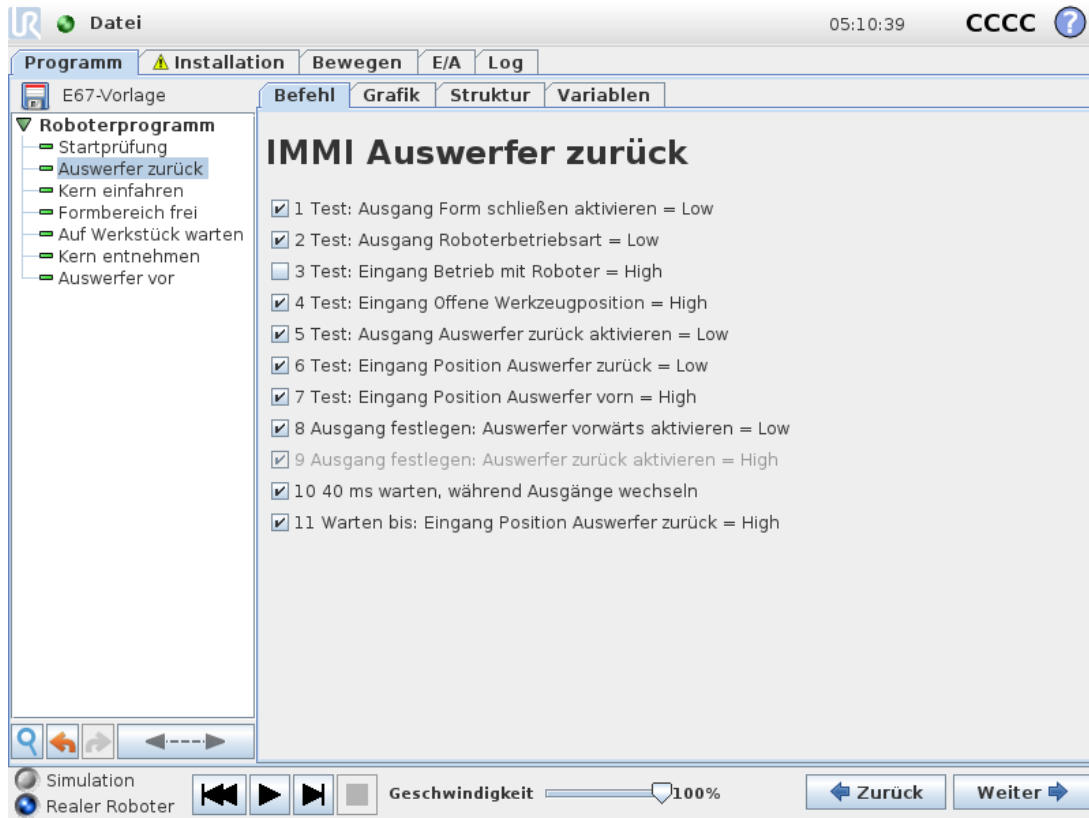 UR Datei 05:10:39 CCCC ?
Programm Installation Bewegen E/A Log
E67-Vorlage
Befehl Grafik Struktur Variablen
Roboterprogramm
Startprüfung
Auswerfer zurück
Kern einfahren
Formbereich frei
Auf Werkstück warten
Kern entnehmen
Auswerfer vor
IMMI Auswerfer zurück
1 Test: Ausgang Form schließen aktivieren = Low
2 Test: Ausgang Roboterbetriebsart = Low
3 Test: Eingang Betrieb mit Roboter = High
4 Test: Eingang Offene Werkzeugposition = High
5 Test: Ausgang Auswerfer zurück aktivieren = Low
6 Test: Eingang Position Auswerfer zurück = Low
7 Test: Eingang Position Auswerfer vorn = High
8 Ausgang festlegen: Auswerfer vorwärts aktivieren = Low
9 Ausgang festlegen: Auswerfer zurück aktivieren = High
10 40 ms warten, während Ausgänge wechseln
11 Warten bis: Eingang Position Auswerfer zurück = High
Simulation
Realer Roboter
Geschwindigkeit 100%
Zurück Weiter